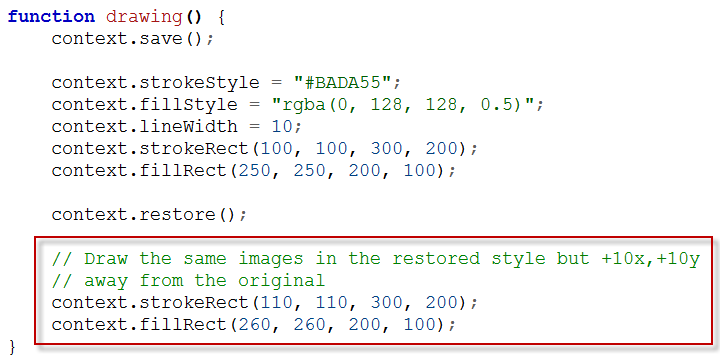 function drawing() {
    context.save();

    context.strokeStyle = "#BADA55";
    context.fillStyle = "rgba(0, 128, 128, 0.5)";
    context.lineWidth = 10;
    context.strokeRect(100, 100, 300, 200);
    context.fillRect(250, 250, 200, 100);

    context.restore();

    // Draw the same images in the restored style but +10x,+10y
    // away from the original
    context.strokeRect(110, 110, 300, 200);
    context.fillRect(260, 260, 200, 100);
}